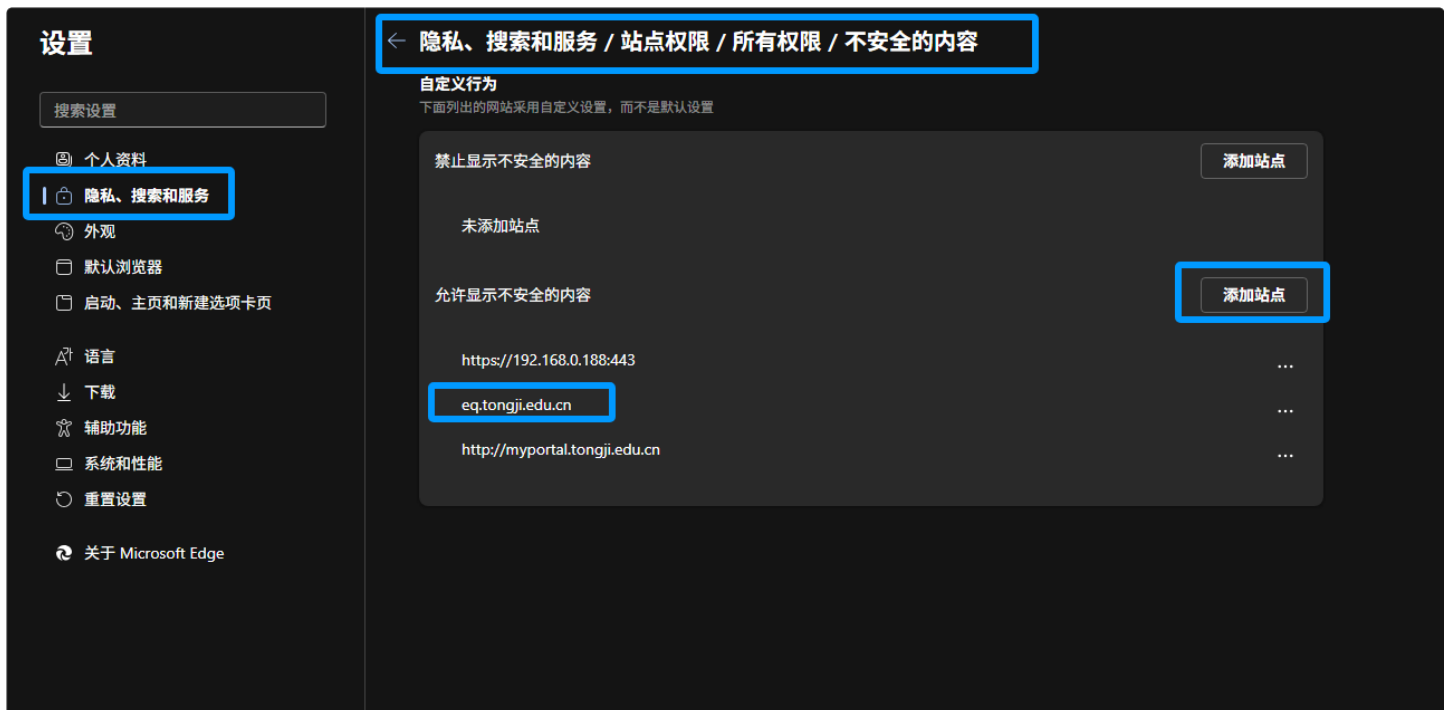 设置
搜索设置
个人资料
隐私、搜索和服务
外观
默认浏览器
启动、主页和新建选项卡页
语言
下载
辅助功能
系统和性能
重置设置
关于 Microsoft Edge
隐私、搜索和服务 / 站点权限 / 所有权限 / 不安全的内容
自定义行为
下面列出的网站采用自定义设置，而不是默认设置
禁止显示不安全的内容 添加站点
未添加站点
允许显示不安全的内容 添加站点
https://192.168.0.188:443 ...
eq.tongji.edu.cn ...
http://myportal.tongji.edu.cn ...